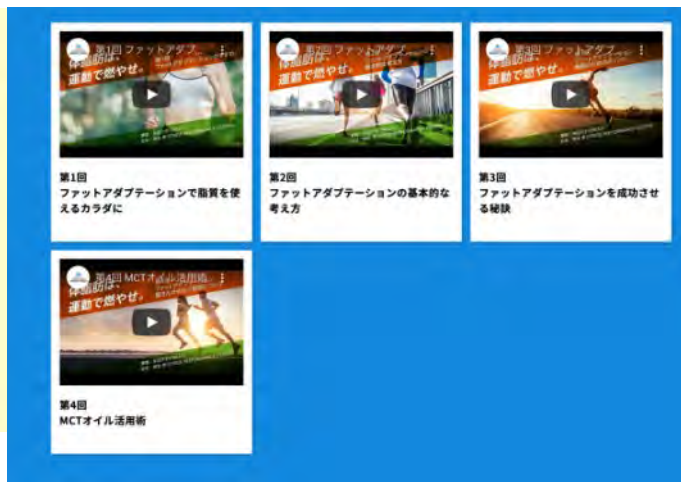 第1回 ファットアダプ...
体脂肪は、
運動で燃やせ。
第1回
ファットアダプテーションで脂質を使
えるカラダに
第2回 ファットアダプ...
体脂肪は、
運動で燃やせ。
第2回
ファットアダプテーションの基本的な
考え方
第3回 ファットアダプ...
体脂肪は、
運動で燃やせ。
第3回
ファットアダプテーションを成功させ
る秘訣
第4回 MCTオイル活用術
体脂肪は、
運動で燃やせ。
第4回
MCTオイル活用術